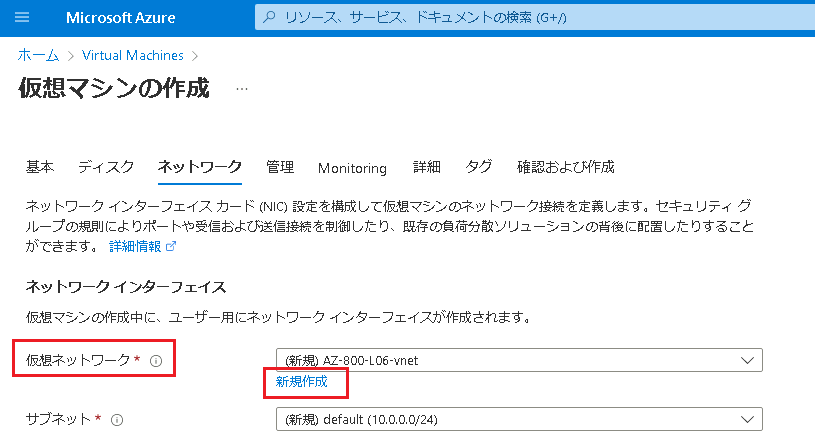 Microsoft Azure
リソース、サービス、ドキュメントの検索 (G+/)
ホーム > Virtual Machines >
仮想マシンの作成 …
基本 ディスク ネットワーク 管理 Monitoring 詳細 タグ 確認および作成
ネットワーク インターフェイス カード (NIC) 設定を構成して仮想マシンのネットワーク接続を定義します。セキュリティ グ
ループの規則によりポートや受信および送信接続を制御したり、既存の負荷分散ソリューションの背後に配置したりすること
ができます。 詳細情報
ネットワーク インターフェイス
仮想マシンの作成中に、ユーザー用にネットワーク インターフェイスが作成されます。
仮想ネットワーク * (新規) AZ-800-L06-vnet
新規作成
サブネット * (新規) default (10.0.0.0/24)